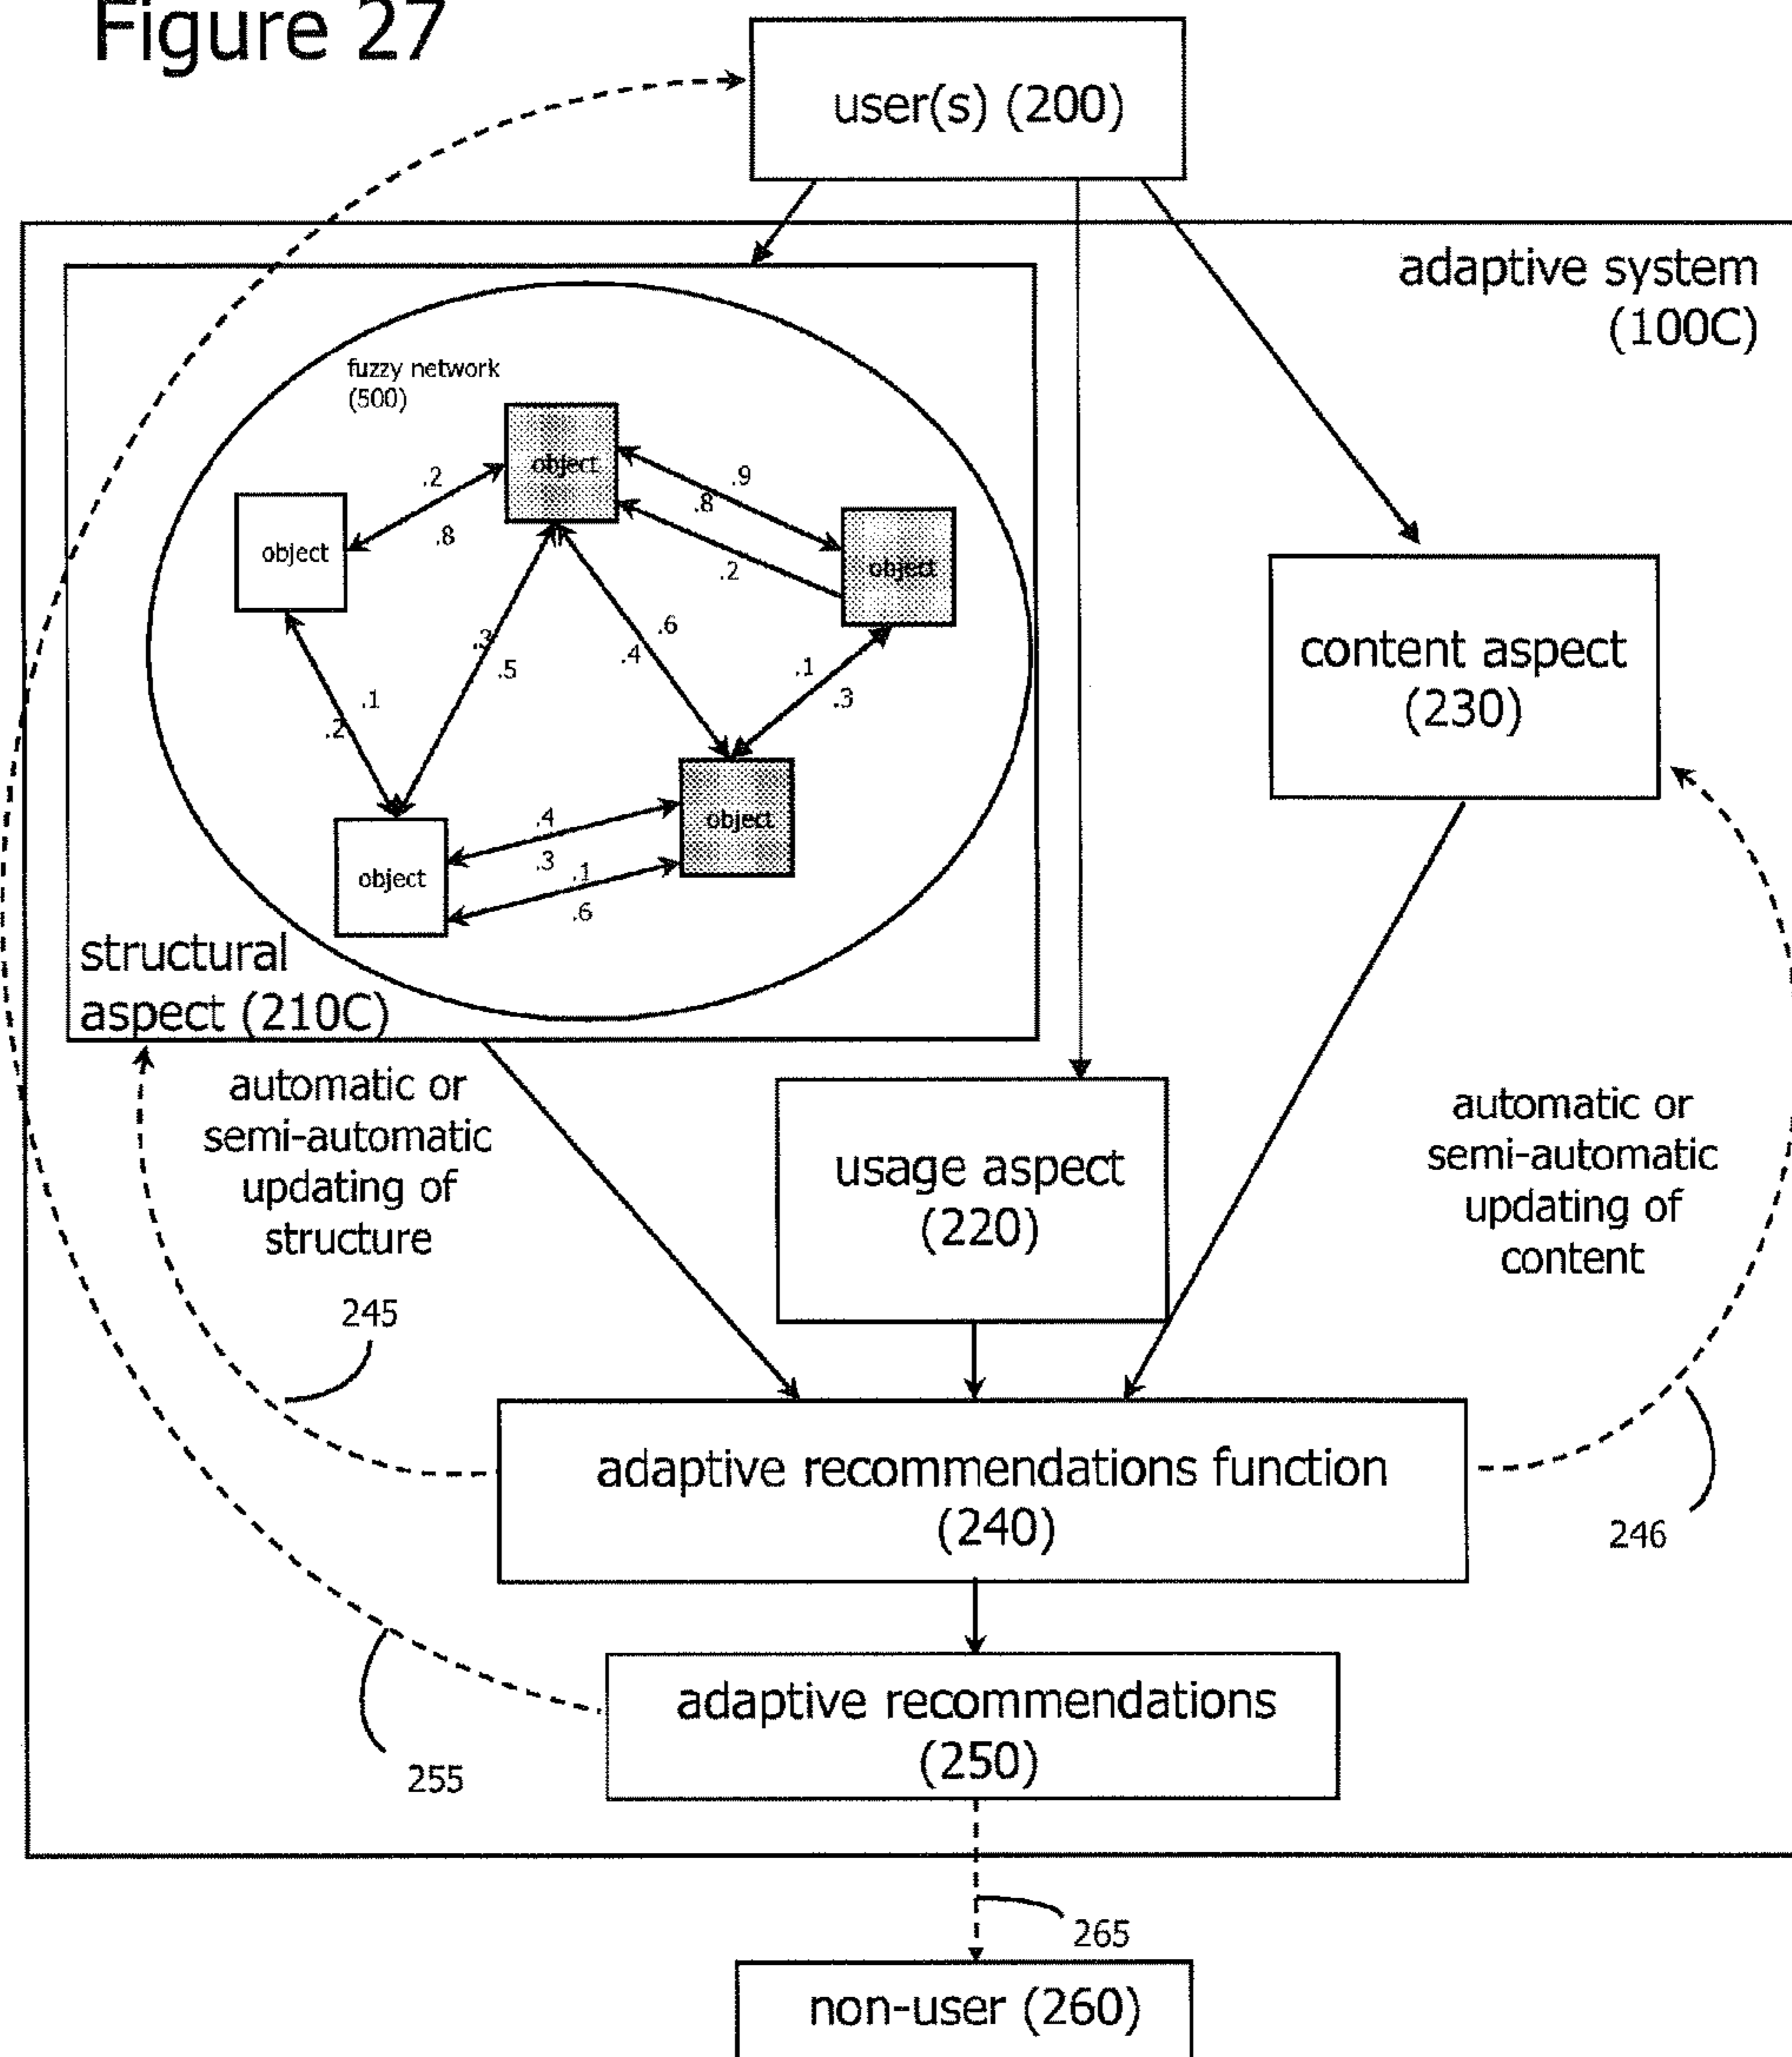 Figure 27
user(s) (200)
adaptive system
(100C)
fuzzy network
(500)
object
.2
.9
.8
object
.8
object
.2
.3
.5
.6
.4
.1
.3
.1
.2
content aspect
(230)
object
.4
.3
.1
.6
object
structural
aspect (210C)
automatic or
semi-automatic
updating of
structure
usage aspect
(220)
automatic or
semi-automatic
updating of
content
245
adaptive recommendations function
(240)
246
adaptive recommendations
(250)
255
265
non-user (260)